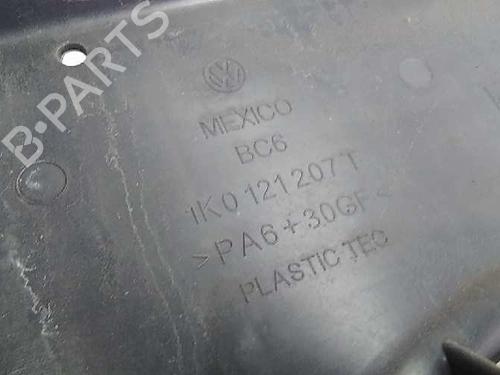 B-PARTS
MEXICO
BC6
1K0 121 207 T
>PA6+30GF<
PLASTIC TEC